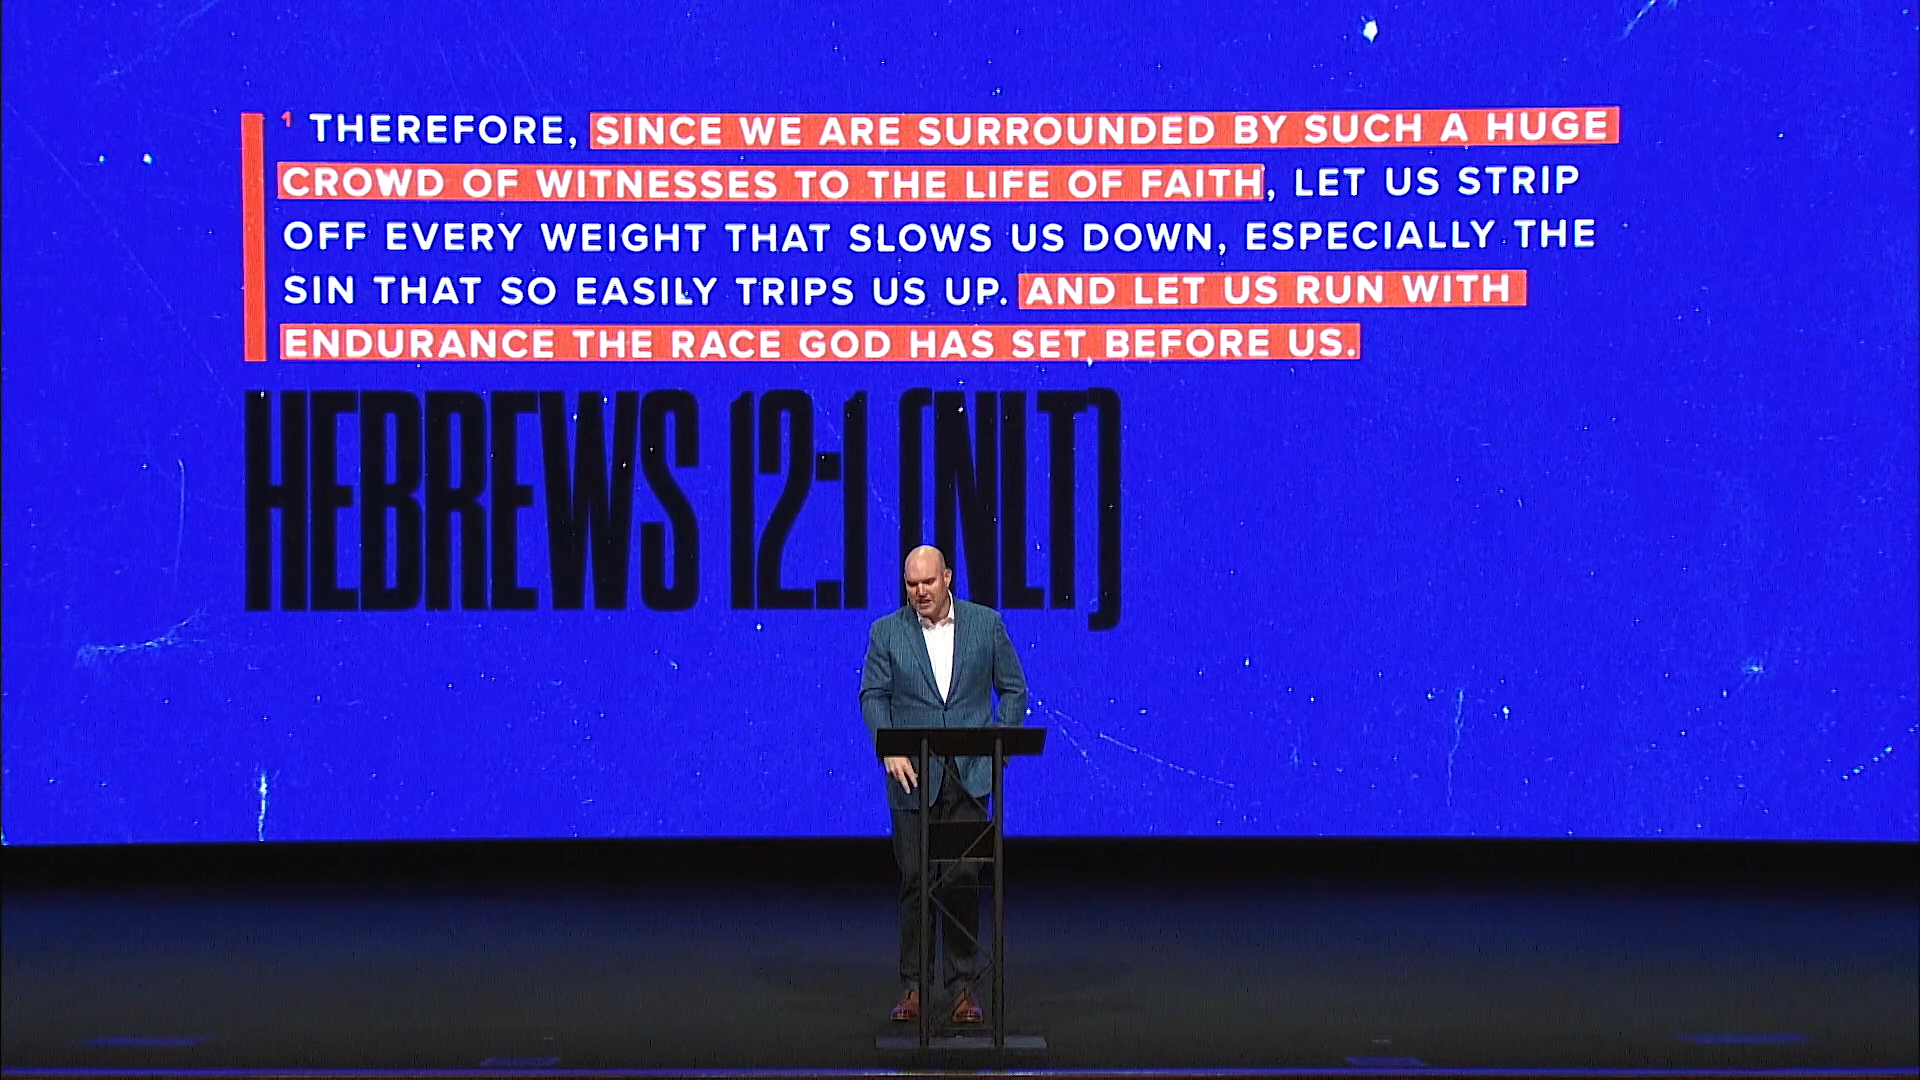 1 THEREFORE, SINCE WE ARE SURROUNDED BY SUCH A HUGE
CROWD OF WITNESSES TO THE LIFE OF FAITH, LET US STRIP
OFF EVERY WEIGHT THAT SLOWS US DOWN, ESPECIALLY THE
SIN THAT SO EASILY TRIPS US UP. AND LET US RUN WITH
ENDURANCE THE RACE GOD HAS SET BEFORE US.
HEBREWS 12:1 (NLT)